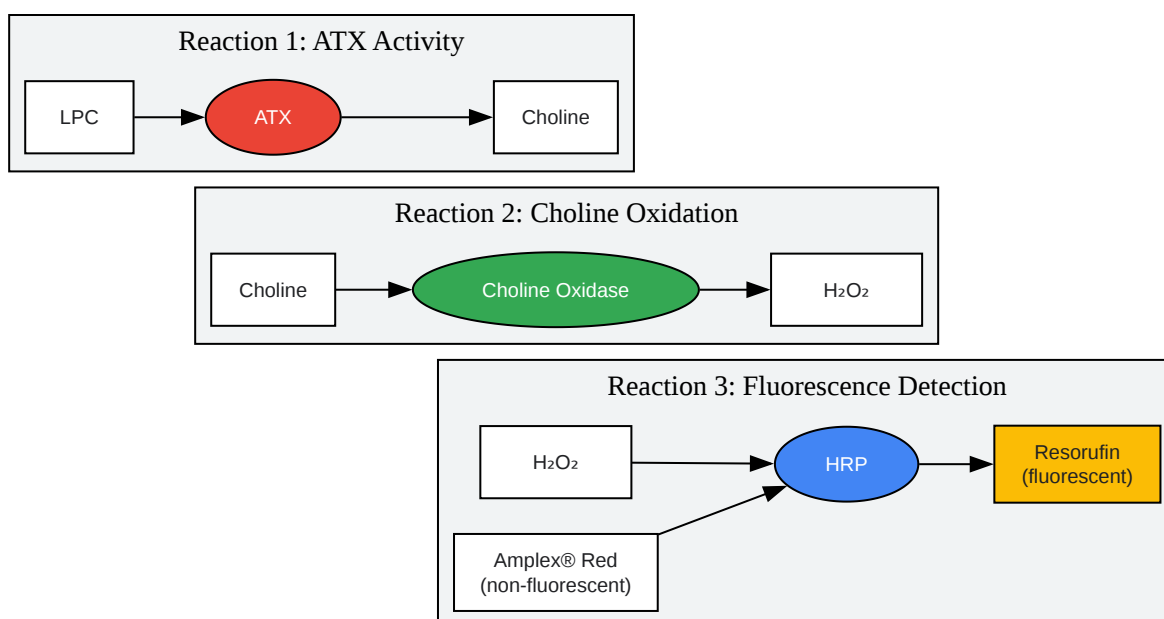 Reaction 1: ATX Activity
LPC
ATX
Choline
Reaction 2: Choline Oxidation
Choline
Choline Oxidase
H₂O₂
Reaction 3: Fluorescence Detection
H₂O₂
HRP
Resorufin
(fluorescent)
Amplex® Red
(non-fluorescent)